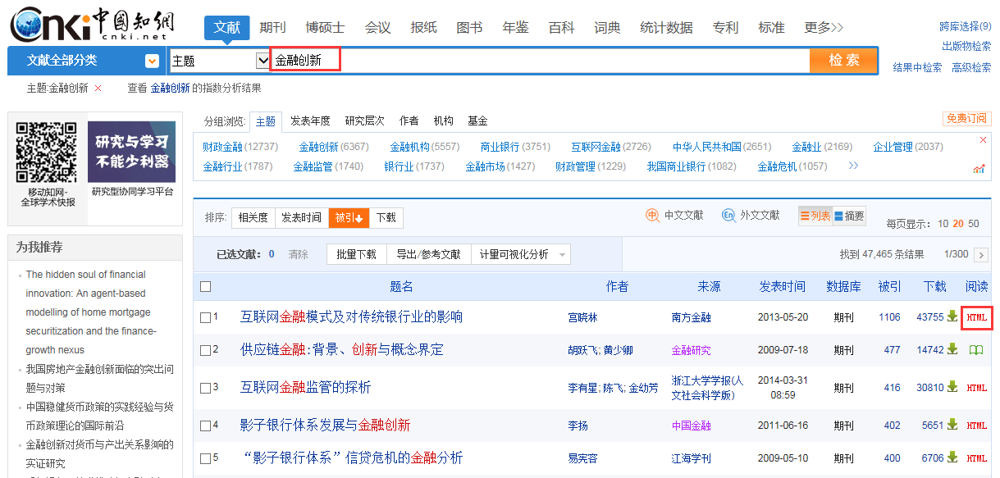 Cnki 中國知網
cnki.net
文献 期刊 博硕士 会议 报纸 图书 年鉴 百科 词典 统计数据 专利 标准 更多>>
跨库选择(9)
出版物检索
文献全部分类 主题 金融创新 检索
结果中检索 高级检索
主题:金融创新 × 查看 金融创新 的指数分析结果
研究与学习
不能少利器
移动知网-
全球学术快报
研究型协同学习平台
为我推荐
The hidden soul of financial
innovation: An agent-based
modelling of home mortgage
securitization and the finance-
growth nexus
我国房地产金融创新面临的突出问
题与对策
中国稳健货币政策的实践经验与货
币政策理论的国际前沿
金融创新对货币与产出关系影响的
实证研究
分组浏览: 主题 发表年度 研究层次 作者 机构 基金 免费订阅
财政金融(12737) 金融创新(6367) 金融机构(5557) 商业银行(3751) 互联网金融(2726) 中华人民共和国(2651) 金融业(2169) 企业管理(2037) ×
金融行业(1787) 金融监管(1740) 银行业(1737) 金融市场(1427) 财政管理(1229) 我国商业银行(1082) 金融危机(1057) >>
排序: 相关度 发表时间 被引 下载 中 中文文献 En 外文文献 列表 摘要 每页显示: 10 20 50
已选文献: 0 清除 批量下载 导出/参考文献 计量可视化分析 找到 47,465 条结果 1/300 >
题名 作者 来源 发表时间 数据库 被引 下载 阅读
1 互联网金融模式及对传统银行业的影响 宫晓林 南方金融 2013-05-20 期刊 1106 43755 HTML
2 供应链金融:背景、创新与概念界定 胡跃飞; 黄少卿 金融研究 2009-07-18 期刊 477 14742
3 互联网金融监管的探析 李有星; 陈飞; 金幼芳 浙江大学学报(人
文社会科学版) 2014-03-31
08:59 期刊 416 30810 HTML
4 影子银行体系发展与金融创新 李扬 中国金融 2011-06-16 期刊 402 5651 HTML
5 “影子银行体系”信贷危机的金融分析 易宪容 江海学刊 2009-05-10 期刊 400 6706 HTML